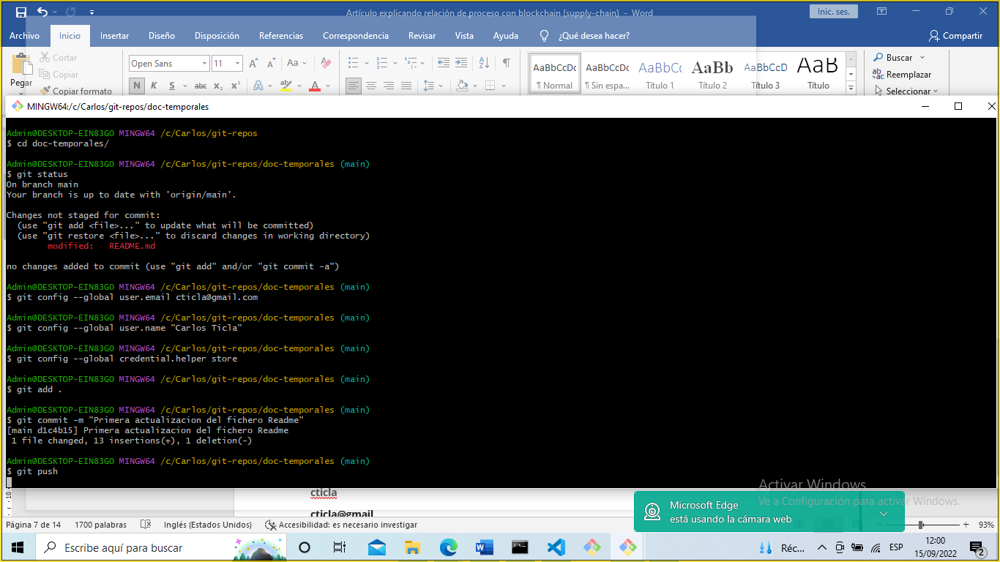 Artículo explicando relación de proceso con blockchain (supply-chain) - Word
Inic. ses.
Archivo Inicio Insertar Diseño Disposición Referencias Correspondencia Revisar Vista Ayuda ¿Qué desea hacer? Compartir
Pegar
Cortar
Copiar
Copiar formato
Open Sans 11
N K S abc x₂ x²
AaBbCcDc AaBbCcDc AaBbCc AaBb AaBbCcD AaB
¶ Normal ¶ Sin espa... Título 1 Título 2 Título 3 Título
Buscar
Reemplazar
Seleccionar
MINGW64:/c/Carlos/git-repos/doc-temporales
Admin@DESKTOP-EIN83GO MINGW64 /c/Carlos/git-repos
$ cd doc-temporales/
Admin@DESKTOP-EIN83GO MINGW64 /c/Carlos/git-repos/doc-temporales (main)
$ git status
On branch main
Your branch is up to date with 'origin/main'.
Changes not staged for commit:
(use "git add <file>..." to update what will be committed)
(use "git restore <file>..." to discard changes in working directory)
modified: README.md
no changes added to commit (use "git add" and/or "git commit -a")
Admin@DESKTOP-EIN83GO MINGW64 /c/Carlos/git-repos/doc-temporales (main)
$ git config --global user.email cticla@gmail.com
Admin@DESKTOP-EIN83GO MINGW64 /c/Carlos/git-repos/doc-temporales (main)
$ git config --global user.name "Carlos Ticla"
Admin@DESKTOP-EIN83GO MINGW64 /c/Carlos/git-repos/doc-temporales (main)
$ git config --global credential.helper store
Admin@DESKTOP-EIN83GO MINGW64 /c/Carlos/git-repos/doc-temporales (main)
$ git add .
Admin@DESKTOP-EIN83GO MINGW64 /c/Carlos/git-repos/doc-temporales (main)
$ git commit -m "Primera actualizacion del fichero Readme"
[main d1c4b15] Primera actualizacion del fichero Readme
1 file changed, 13 insertions(+), 1 deletion(-)
Admin@DESKTOP-EIN83GO MINGW64 /c/Carlos/git-repos/doc-temporales (main)
$ git push
cticla
cticla@gmail
Activar Windows
Ve a Configuración para activar Windows.
Microsoft Edge
está usando la cámara web
Página 7 de 14 1700 palabras Inglés (Estados Unidos) Accesibilidad: es necesario investigar 93%
Escribe aquí para buscar
Réc... ESP
12:00
15/09/2022
2